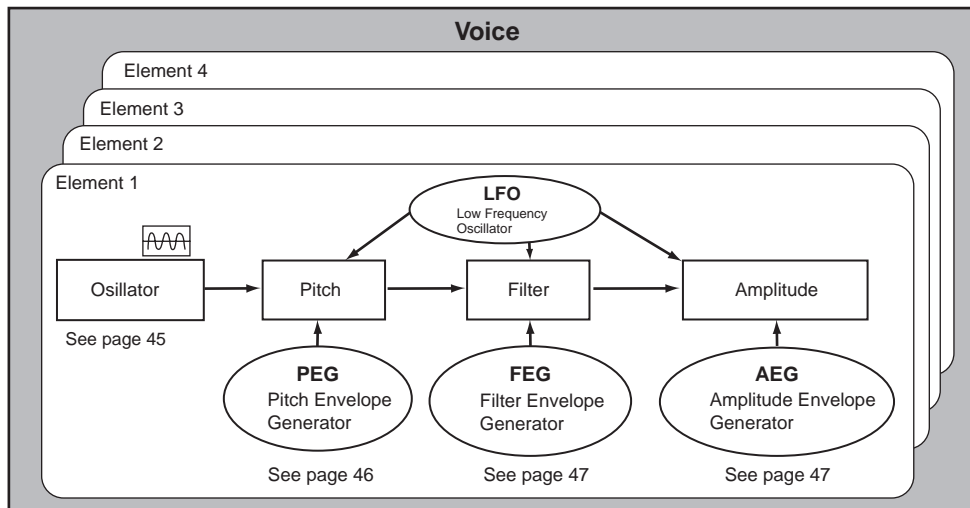 Voice
Element 4
Element 3
Element 2
Element 1
LFO
Low Frequency
Oscillator
Osillator
Pitch
Filter
Amplitude
See page 45
PEG
Pitch Envelope
Generator
FEG
Filter Envelope
Generator
AEG
Amplitude Envelope
Generator
See page 46
See page 47
See page 47